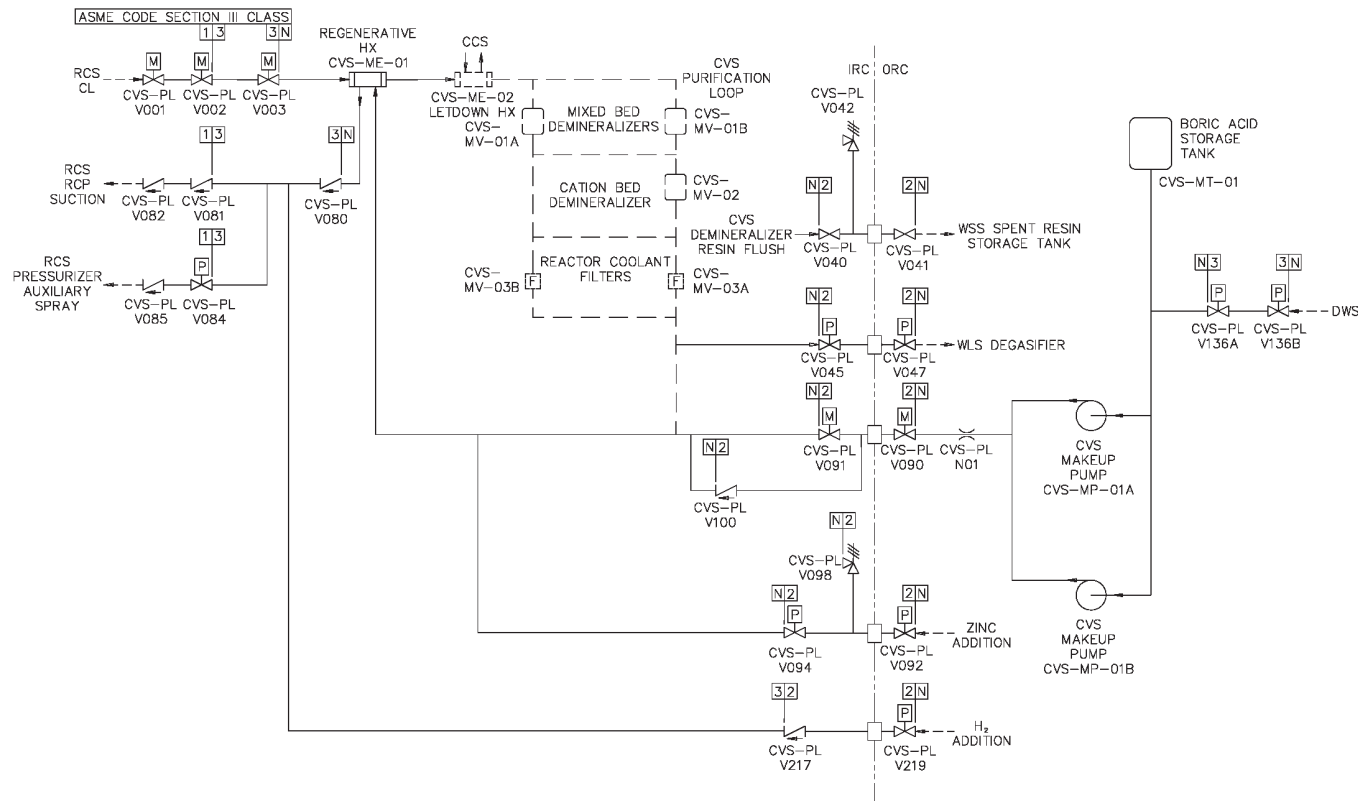 ASME CODE SECTION III CLASS
1 3
3 N
REGENERATIVE
HX
CVS-ME-01
CCS
M
M
M
RCS
CL
CVS-PL
V001
CVS-PL
V002
CVS-PL
V003
CVS-ME-02
LETDOWN HX
CVS
PURIFICATION
LOOP
CVS-
MV-01A
MIXED BED
DEMINERALIZERS
CVS-
MV-01B
CATION BED
DEMINERALIZER
CVS-
MV-02
REACTOR COOLANT
FILTERS
CVS-
MV-03B
F
F
CVS-
MV-03A
1 3
3 N
RCS
RCP
SUCTION
CVS-PL
V082
CVS-PL
V081
CVS-PL
V080
1 3
P
RCS
PRESSURIZER
AUXILIARY
SPRAY
CVS-PL
V085
CVS-PL
V084
IRC
ORC
CVS-PL
V042
N 2
2 N
CVS
DEMINERALIZER
RESIN FLUSH
CVS-PL
V040
CVS-PL
V041
WSS SPENT RESIN
STORAGE TANK
N 2
2 N
P
P
CVS-PL
V045
CVS-PL
V047
WLS DEGASIFIER
N 2
2 N
M
M
CVS-PL
V091
CVS-PL
V090
CVS-PL
N01
N 2
CVS-PL
V100
BORIC ACID
STORAGE
TANK
CVS-MT-01
N 3
3 N
P
P
CVS-PL
V136A
CVS-PL
V136B
DWS
CVS
MAKEUP
PUMP
CVS-MP-01A
CVS
MAKEUP
PUMP
CVS-MP-01B
N 2
CVS-PL
V098
N 2
2 N
P
P
CVS-PL
V094
CVS-PL
V092
ZINC
ADDITION
3 2
2 N
P
CVS-PL
V217
CVS-PL
V219
H₂
ADDITION